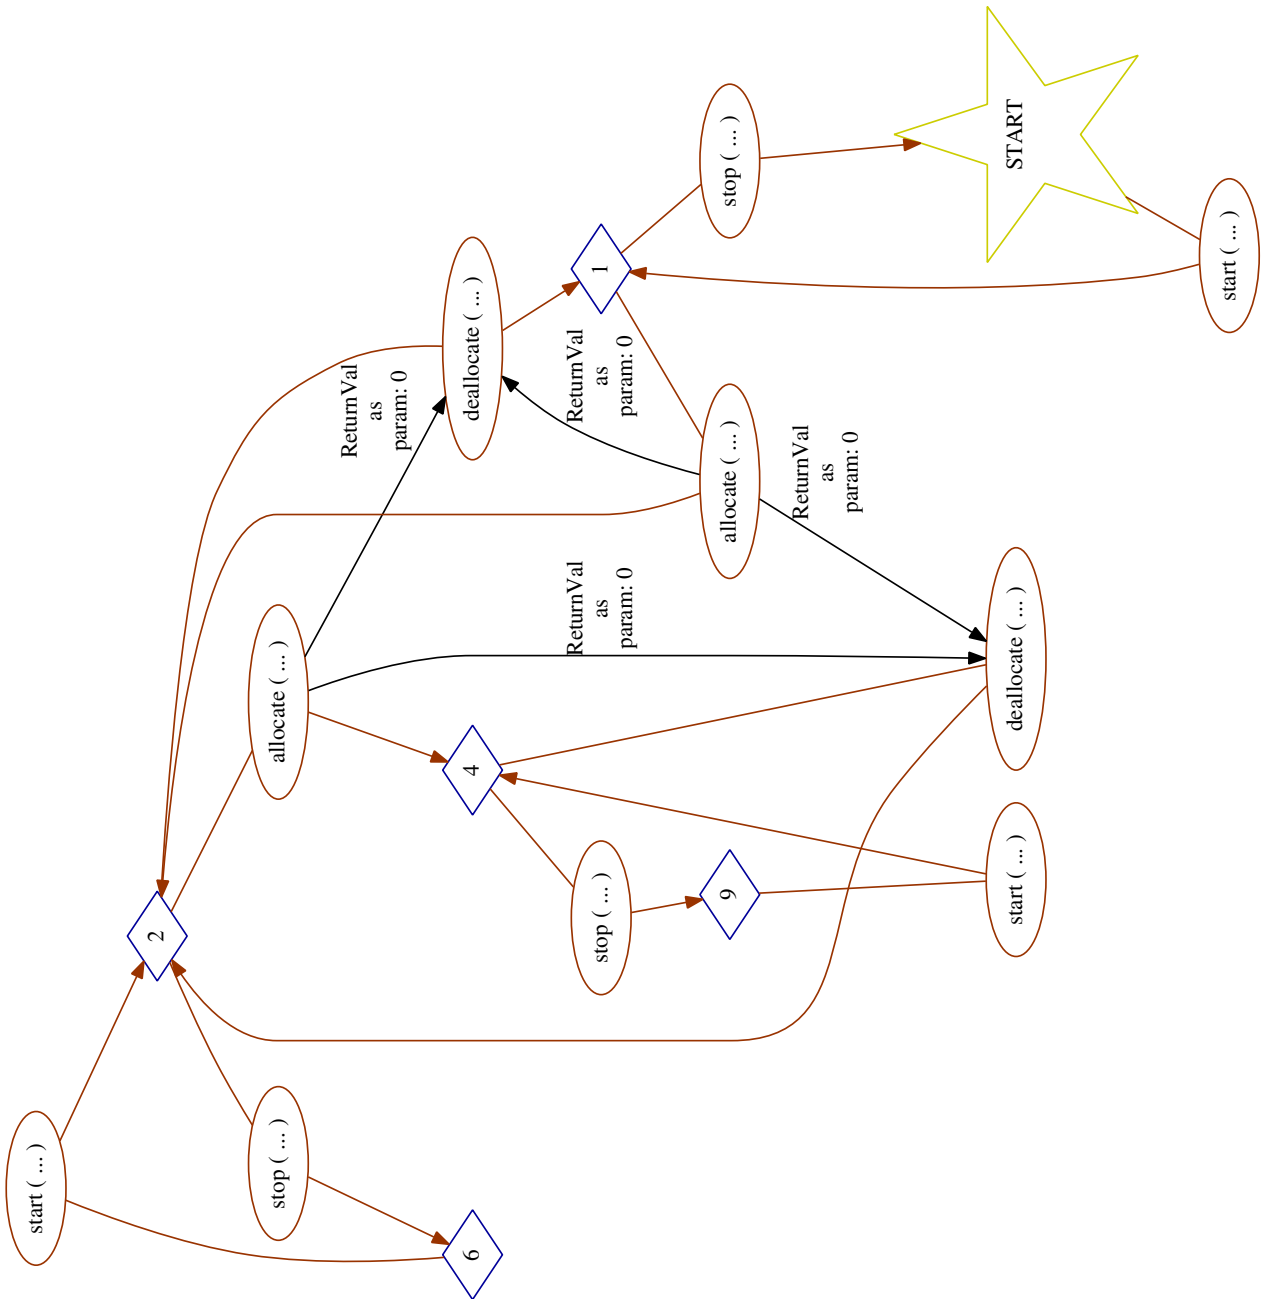 start ( ... )
2
stop ( ... )
allocate ( ... )
ReturnVal
as
param: 0
6
4
deallocate ( ... )
stop ( ... )
ReturnVal
as
param: 0
ReturnVal
as
param: 0
1
9
allocate ( ... )
stop ( ... )
ReturnVal
as
param: 0
start ( ... )
deallocate ( ... )
START
start ( ... )